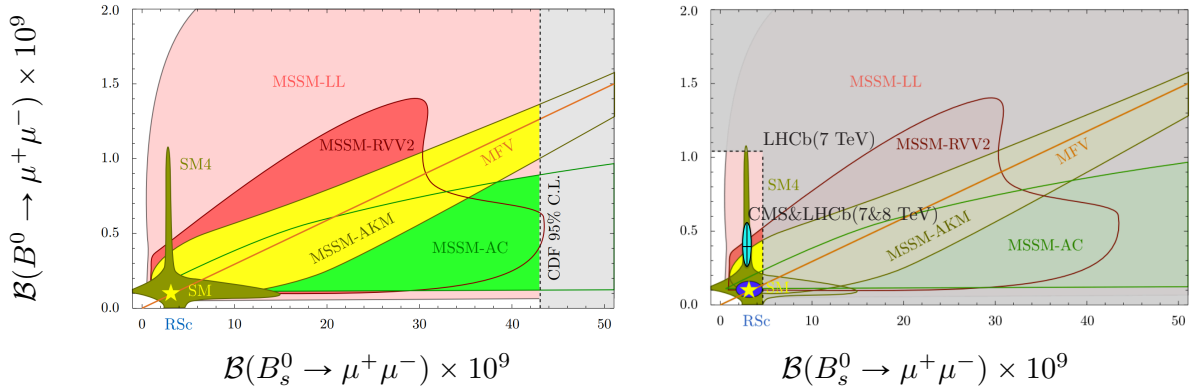 𝓑(B⁰ → μ⁺μ⁻) × 10⁹
2.0
1.5
1.0
0.5
0.0
0
10
20
30
40
50
MSSM-LL
MSSM-RVV2
MFV
SM4
MSSM-AKM
MSSM-AC
SM
RSc
CDF 95% C.L.
𝓑(B⁰ₛ → μ⁺μ⁻) × 10⁹
2.0
1.5
1.0
0.5
0.0
0
10
20
30
40
50
MSSM-LL
LHCb(7 TeV)
MSSM-RVV2
MFV
SM4
CMS&LHCb(7&8 TeV)
MSSM-AKM
MSSM-AC
SM
RSc
𝓑(B⁰ₛ → μ⁺μ⁻) × 10⁹